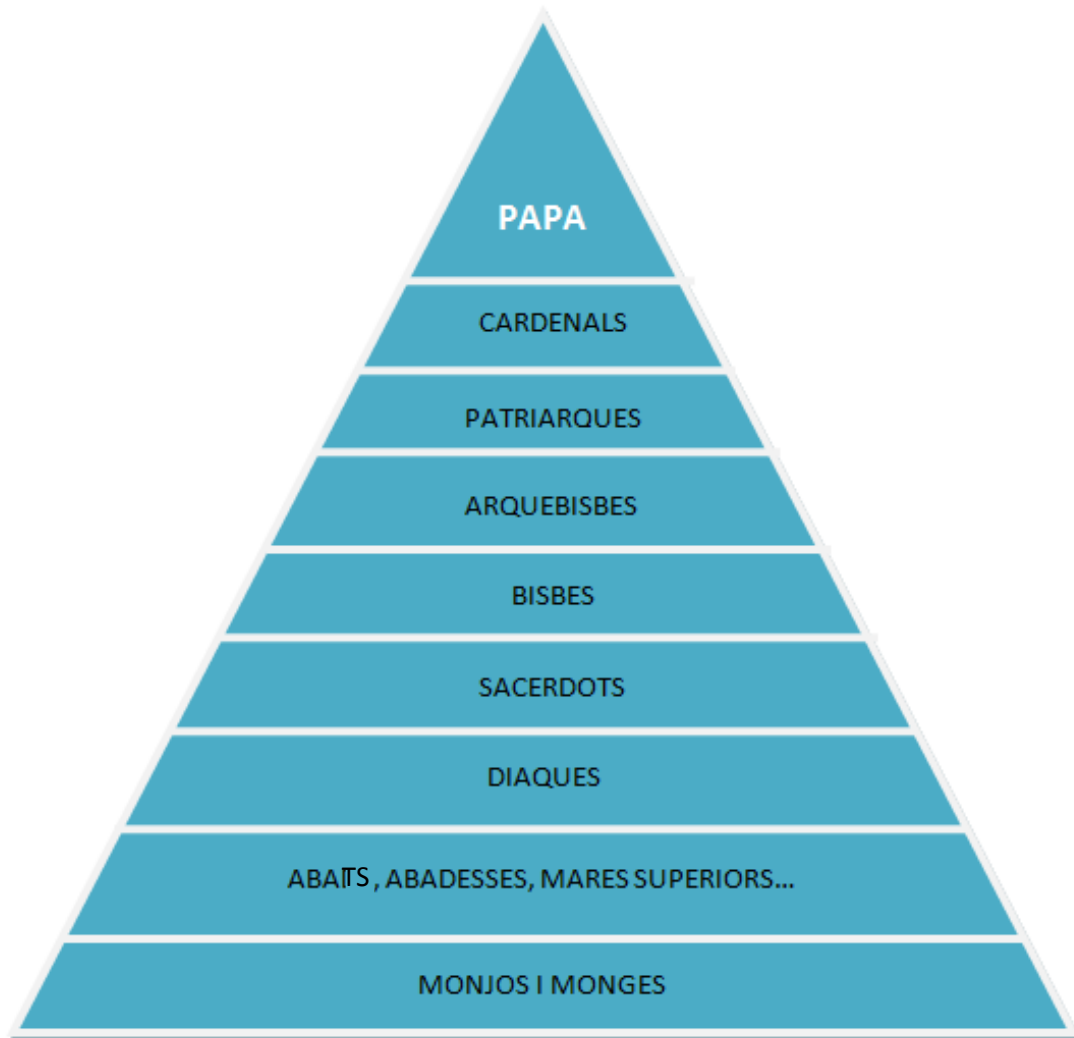 PAPA
CARDENALS
PATRIARQUES
ARQUEBISBES
BISBES
SACERDOTS
DIAQUES
ABATS , ABADESSES, MARES SUPERIORS...
MONJOS I MONGES